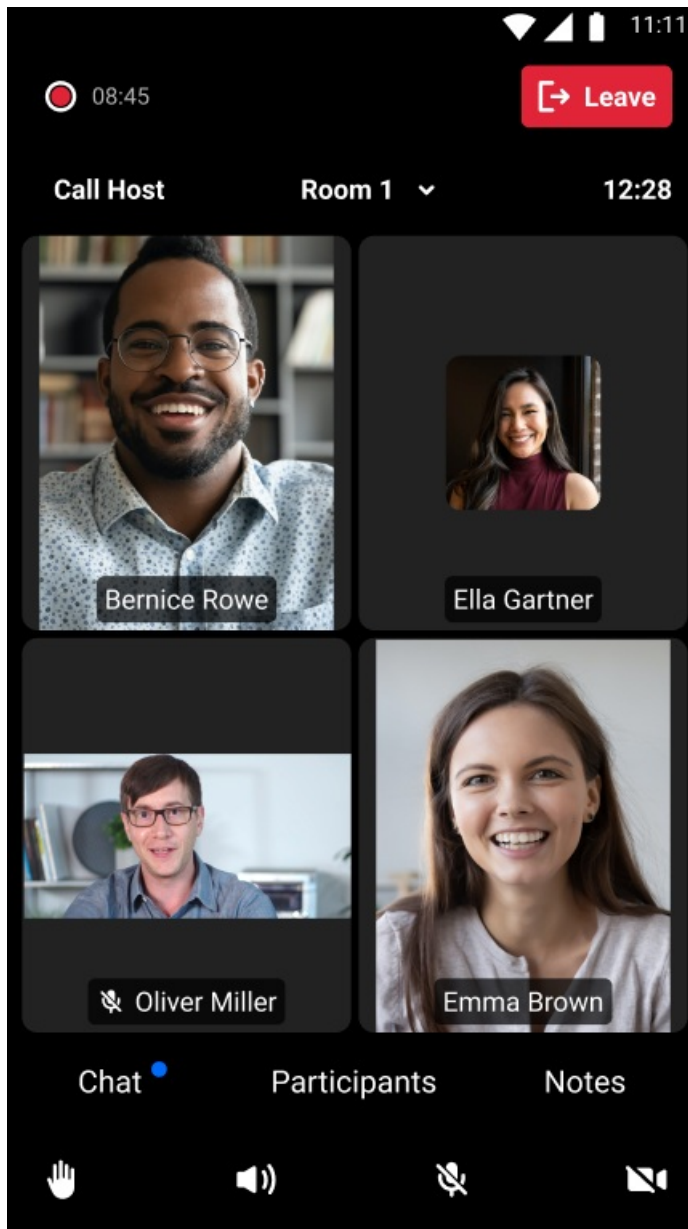 11:11
08:45
Leave
Call Host Room 1 12:28
Bernice Rowe
Ella Gartner
Oliver Miller
Emma Brown
Chat Participants Notes